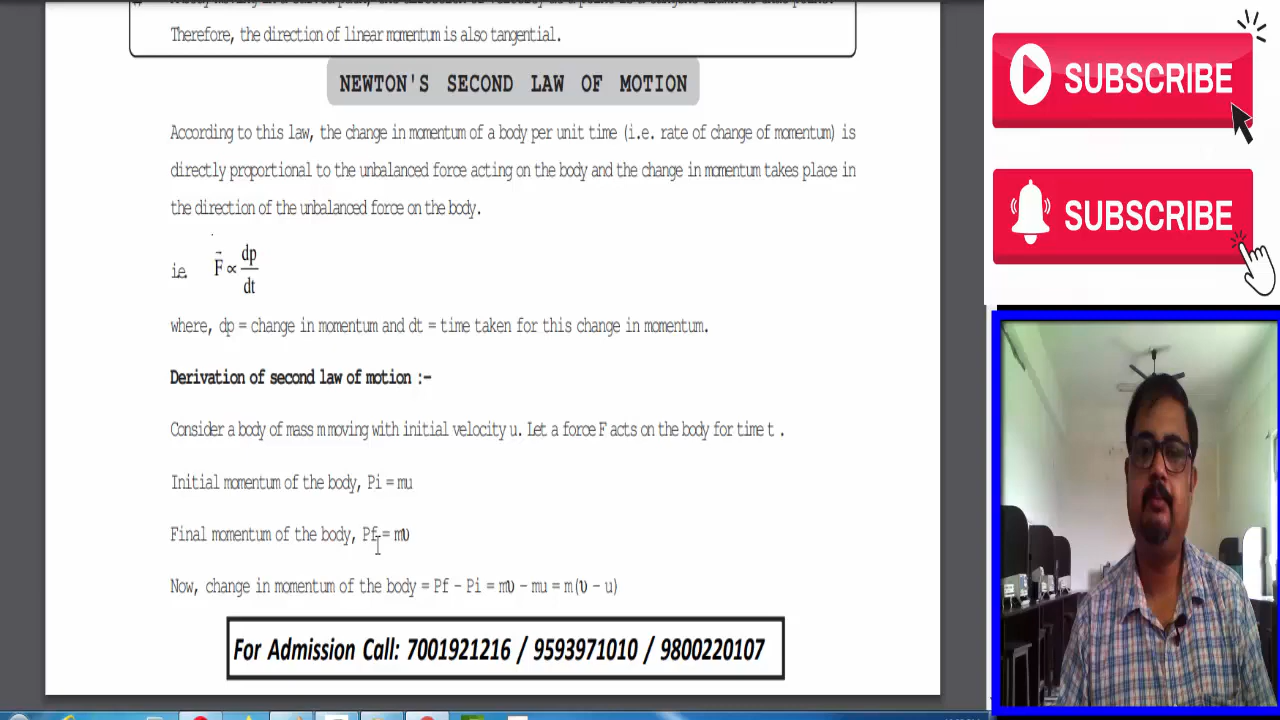 Therefore, the direction of linear momentum is also tangential.
NEWTON'S SECOND LAW OF MOTION
According to this law, the change in momentum of a body per unit time (i.e. rate of change of momentum) is
directly proportional to the unbalanced force acting on the body and the change in momentum takes place in
the direction of the unbalanced force on the body.
ie. F⃗ ∝ dp/dt
where, dp = change in momentum and dt = time taken for this change in momentum.
Derivation of second law of motion :-
Consider a body of mass m moving with initial velocity u. Let a force F acts on the body for time t .
Initial momentum of the body, Pi = mu
Final momentum of the body, Pf = mʋ
Now, change in momentum of the body = Pf – Pi = mʋ – mu = m(ʋ – u)
For Admission Call: 7001921216 / 9593971010 / 9800220107
SUBSCRIBE
SUBSCRIBE